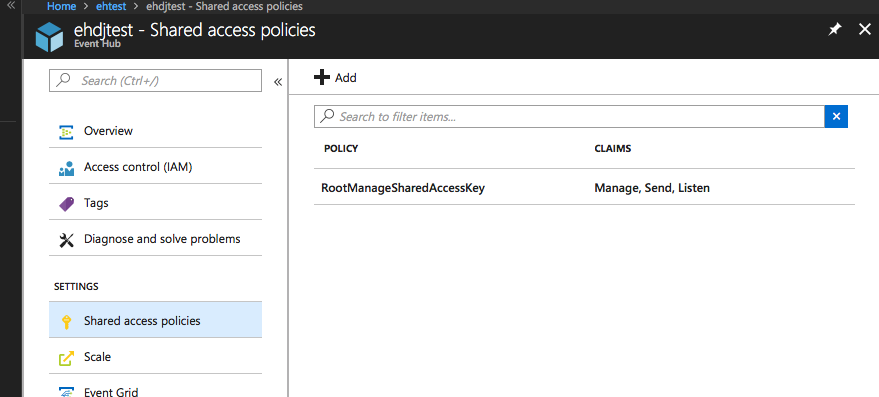 «
Home > ehtest > ehdjtest - Shared access policies
ehdjtest - Shared access policies
Event Hub
Search (Ctrl+/)
«
Overview
Access control (IAM)
Tags
Diagnose and solve problems
SETTINGS
Shared access policies
Scale
Event Grid
Add
Search to filter items...
POLICY CLAIMS
RootManageSharedAccessKey Manage, Send, Listen